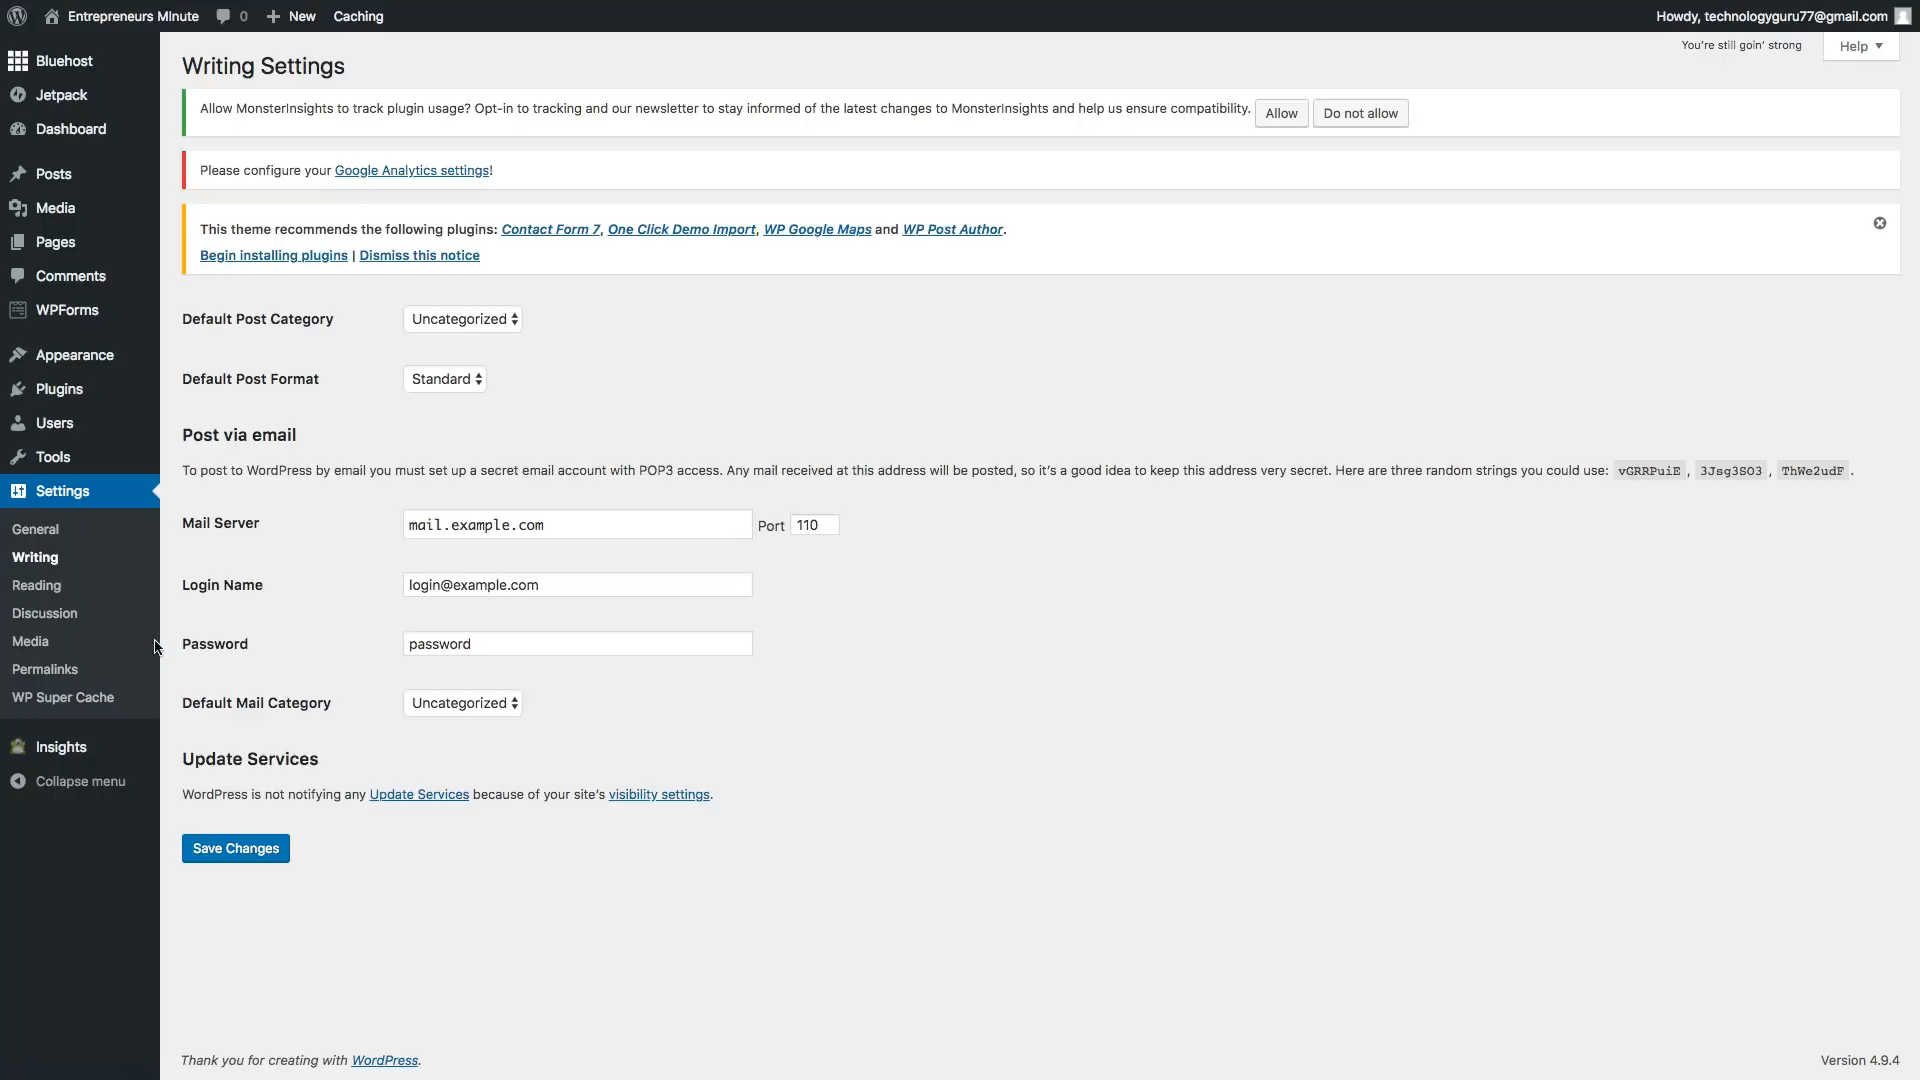 Entrepreneurs MInute 0 New Caching Howdy, technologyguru77@gmail.com
You're still goin' strong Help
Bluehost
Jetpack
Dashboard
Posts
Media
Pages
Comments
WPForms
Appearance
Plugins
Users
Tools
Settings
General
Writing
Reading
Discussion
Media
Permalinks
WP Super Cache
Insights
Collapse menu
Writing Settings
Allow MonsterInsights to track plugin usage? Opt-in to tracking and our newsletter to stay informed of the latest changes to MonsterInsights and help us ensure compatibility. Allow Do not allow
Please configure your Google Analytics settings!
This theme recommends the following plugins: Contact Form 7, One Click Demo Import, WP Google Maps and WP Post Author.
Begin installing plugins | Dismiss this notice
Default Post Category Uncategorized
Default Post Format Standard
Post via email
To post to WordPress by email you must set up a secret email account with POP3 access. Any mail received at this address will be posted, so it's a good idea to keep this address very secret. Here are three random strings you could use: vGRRPuiE , 3Jsg3SO3 , ThWe2udF .
Mail Server mail.example.com Port 110
Login Name login@example.com
Password password
Default Mail Category Uncategorized
Update Services
WordPress is not notifying any Update Services because of your site's visibility settings.
Save Changes
Thank you for creating with WordPress. Version 4.9.4